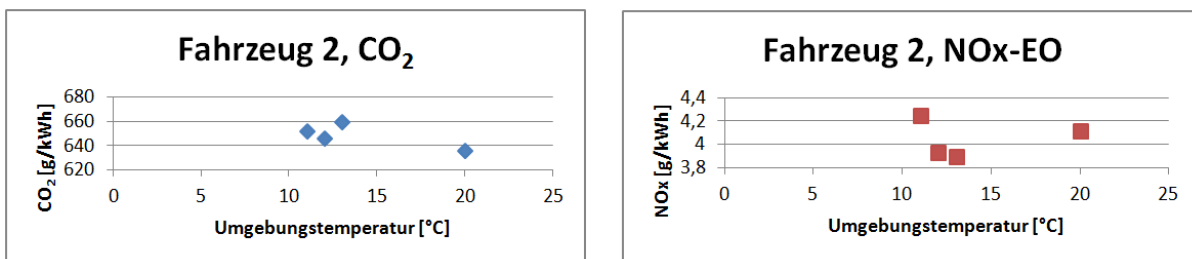 Fahrzeug 2, CO₂
CO₂ [g/kWh]
680
660
640
620
0 5 10 15 20 25
Umgebungstemperatur [°C]
Fahrzeug 2, NOx-EO
NOx [g/kWh]
4,4
4,2
4
3,8
0 5 10 15 20 25
Umgebungstemperatur [°C]